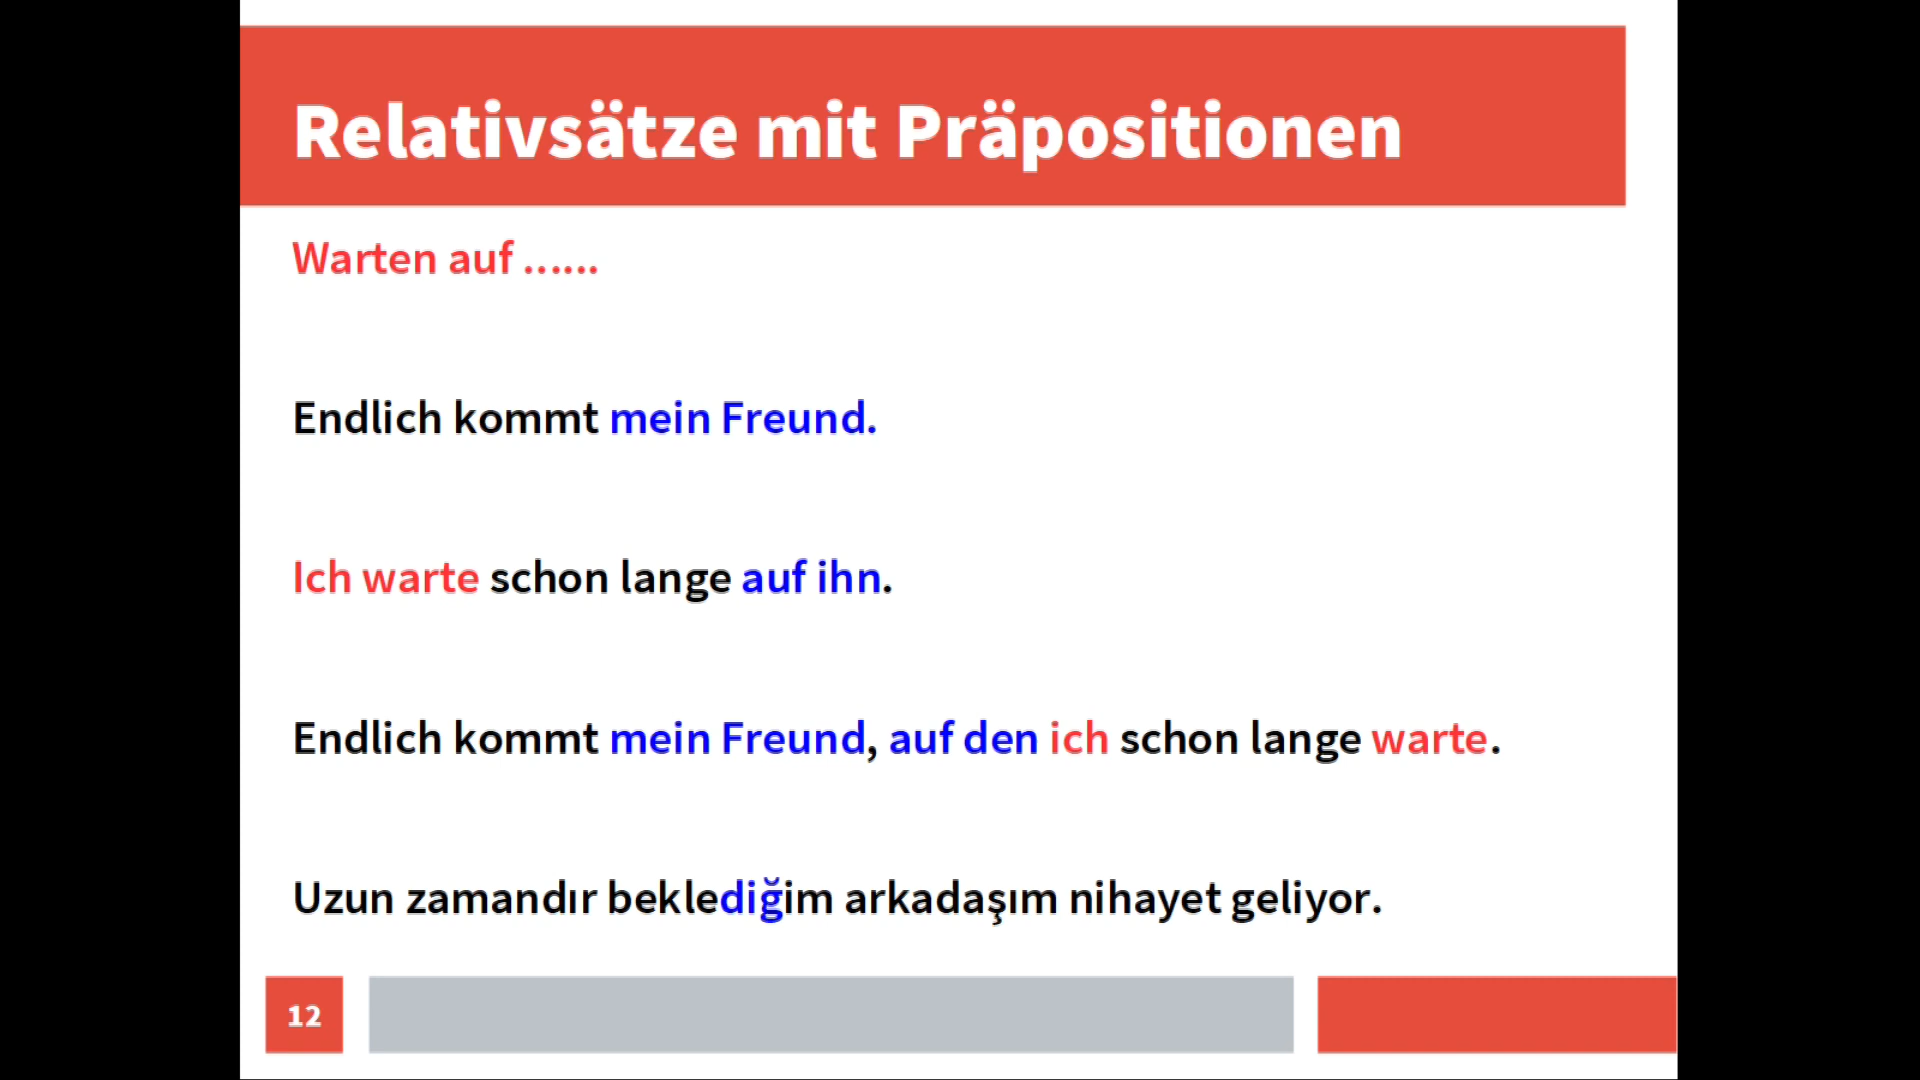 Relativsätze mit Präpositionen
Warten auf ......
Endlich kommt mein Freund.
Ich warte schon lange auf ihn.
Endlich kommt mein Freund, auf den ich schon lange warte.
Uzun zamandır beklediğim arkadaşım nihayet geliyor.
12